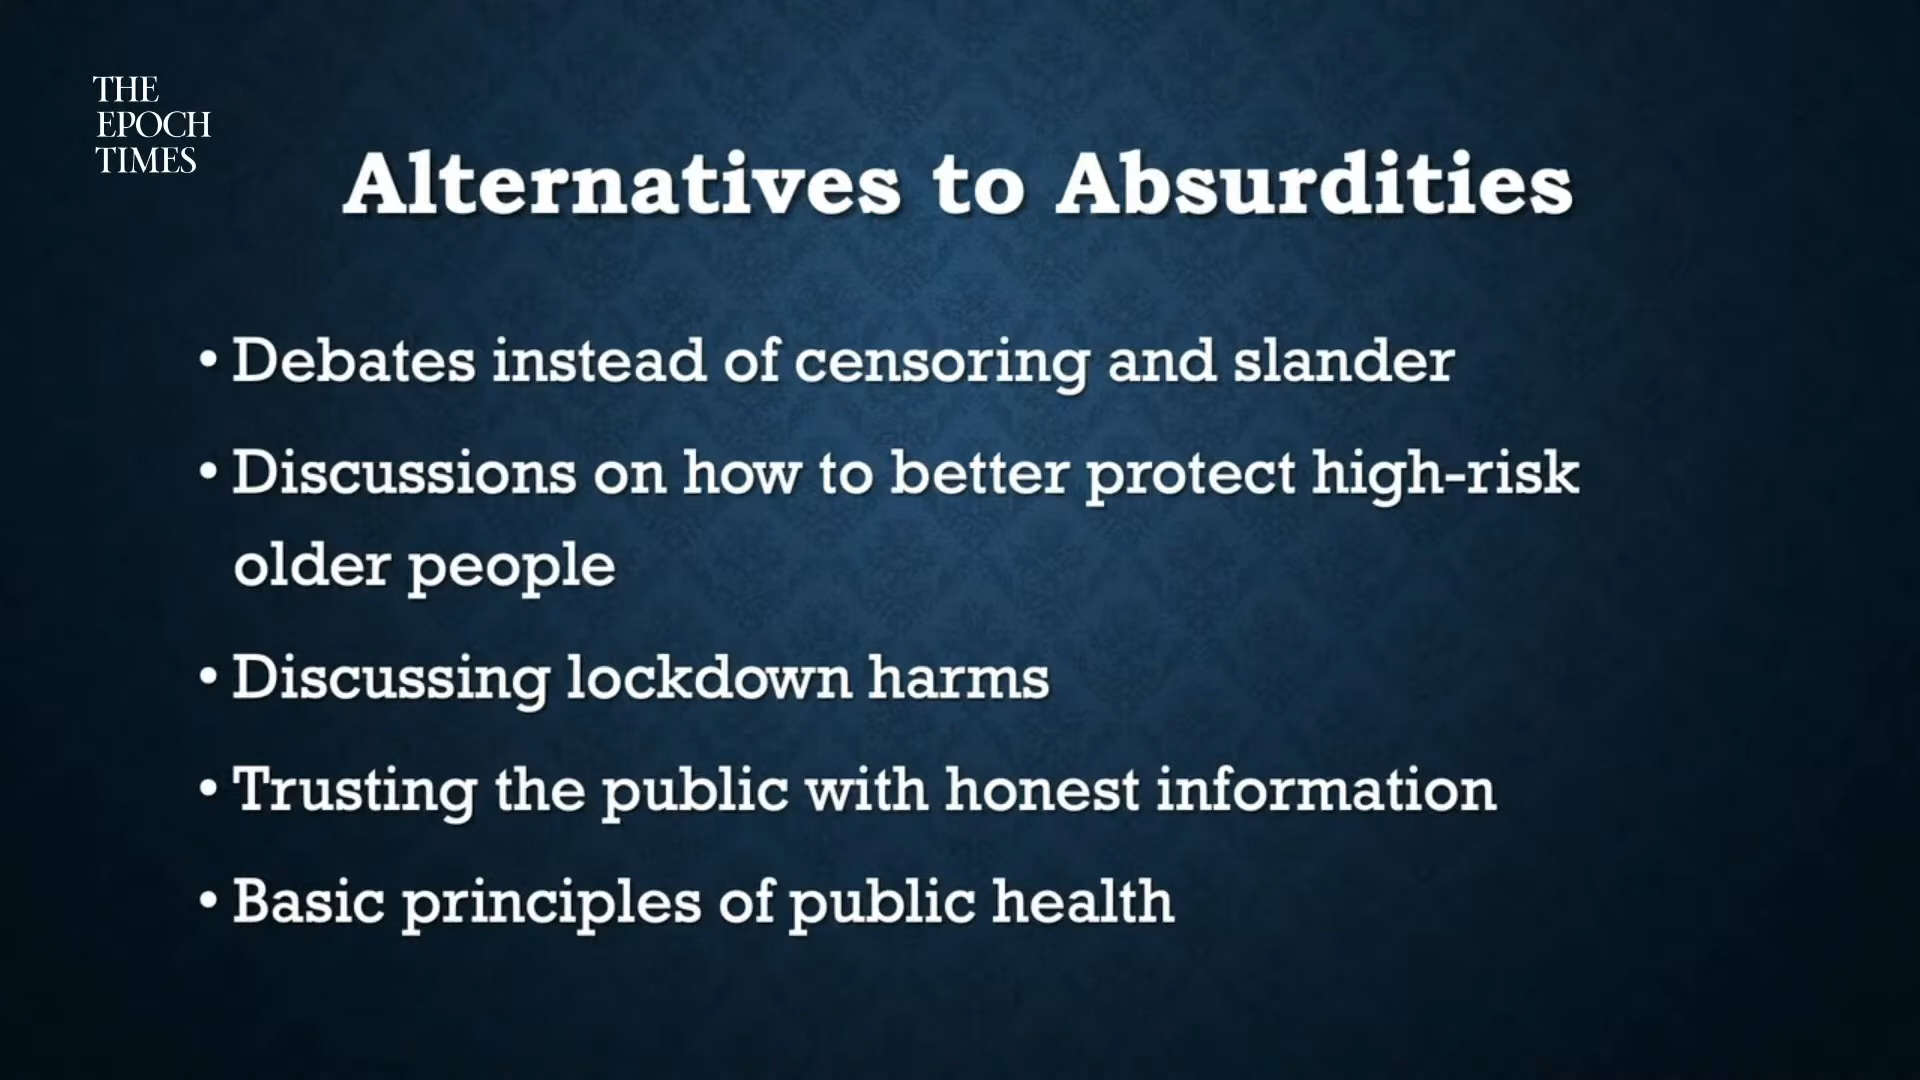 THE
EPOCH
TIMES
Alternatives to Absurdities
• Debates instead of censoring and slander
• Discussions on how to better protect high-risk
older people
• Discussing lockdown harms
• Trusting the public with honest information
• Basic principles of public health